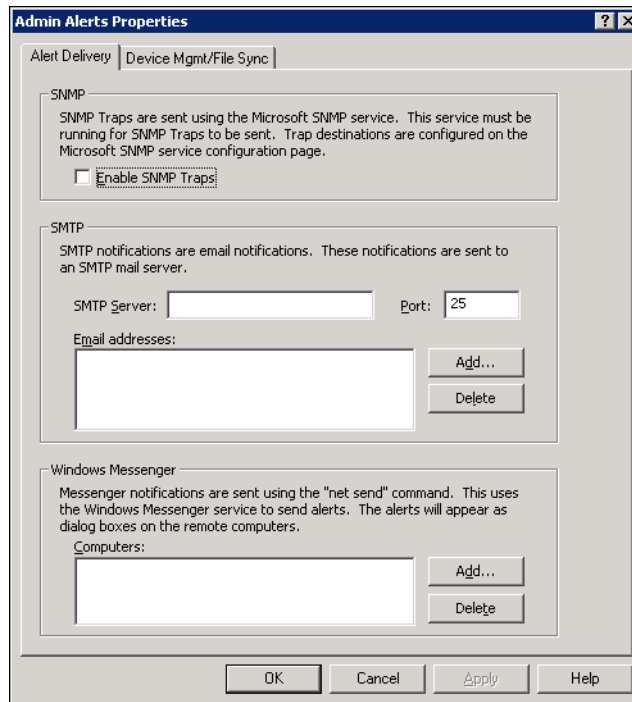 Admin Alerts Properties
Alert Delivery
Device Mgmt/File Sync
SNMP
SNMP Traps are sent using the Microsoft SNMP service. This service must be
running for SNMP Traps to be sent. Trap destinations are configured on the
Microsoft SNMP service configuration page.
Enable SNMP Traps
SMTP
SMTP notifications are email notifications. These notifications are sent to
an SMTP mail server.
SMTP Server:
Port: 25
Email addresses:
Add...
Delete
Windows Messenger
Messenger notifications are sent using the "net send" command. This uses
the Windows Messenger service to send alerts. The alerts will appear as
dialog boxes on the remote computers.
Computers:
Add...
Delete
OK Cancel Apply Help